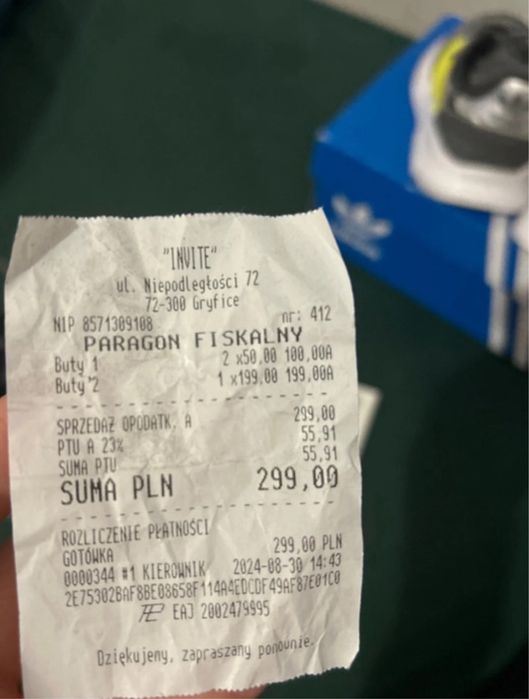 "INVITE"
ul. Niepodległości 72
72-300 Gryfice
NIP 8571309108 nr: 412
PARAGON FISKALNY
Buty 1 2 x50,00 100,00A
Buty 2 1 x199,00 199,00A
SPRZEDAŻ OPODATK. A 299,00
PTU A 23% 55,91
SUMA PTU 55,91
SUMA PLN 299,00
ROZLICZENIE PŁATNOŚCI
GOTÓWKA 299,00 PLN
0000344 #1 KIEROWNIK 2024-08-30 14:43
2E75302BAF8BE08658F114A4EDCDF49AF87E01C0
EAJ 2002479995
Dziękujemy, zapraszany ponownie.